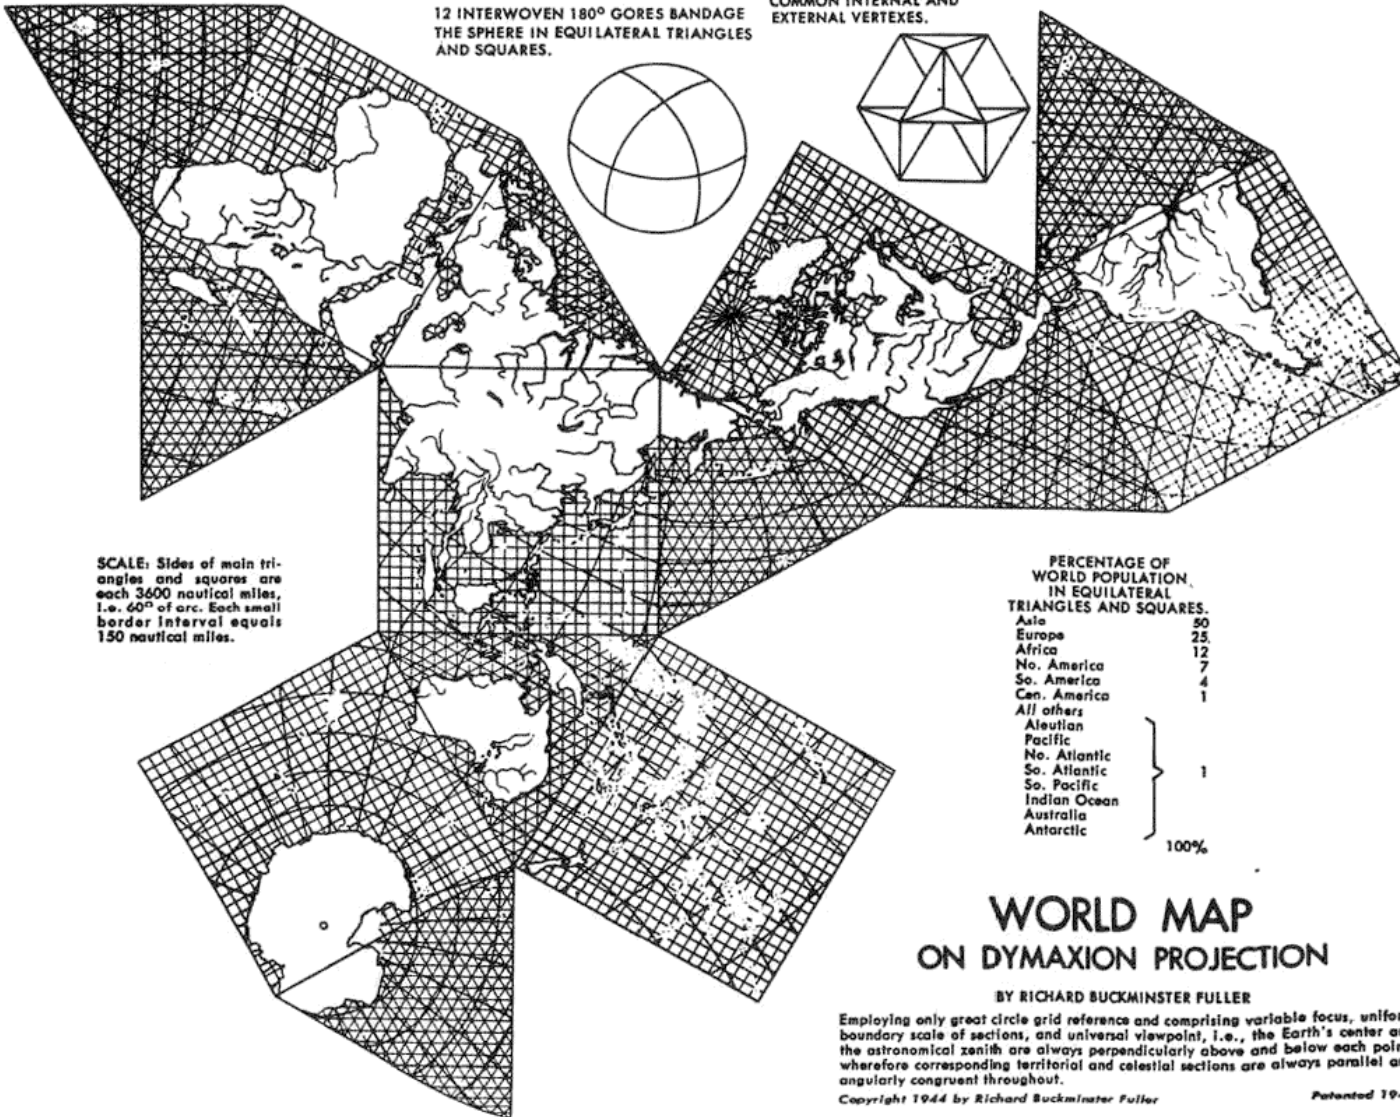 12 INTERWOVEN 180° GORES BANDAGE
THE SPHERE IN EQUILATERAL TRIANGLES
AND SQUARES.
COMMON INTERNAL AND
EXTERNAL VERTEXES.
SCALE: Sides of main tri-
angles and squares are
each 3600 nautical miles,
i.e. 60° of arc. Each small
border interval equals
150 nautical miles.
PERCENTAGE OF
WORLD POPULATION
IN EQUILATERAL
TRIANGLES AND SQUARES.
Asia 50
Europe 25
Africa 12
No. America 7
So. America 4
Cen. America 1
All others
Aleutian
Pacific
No. Atlantic
So. Atlantic
So. Pacific
Indian Ocean
Australia
Antarctic
1
100%
WORLD MAP
ON DYMAXION PROJECTION
BY RICHARD BUCKMINSTER FULLER
Employing only great circle grid reference and comprising variable focus,
boundary scale of sections, and universal viewpoint, i.e., the Earth's center
the astronomical zenith are always perpendicularly above and below each
wherefore corresponding territorial and celestial sections are always parallel
angularly congruent throughout.
Copyright 1944 by Richard Buckminster Fuller
Patented